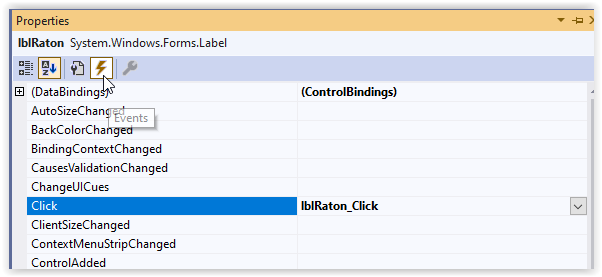 Properties
lblRaton System.Windows.Forms.Label
(DataBindings) (ControlBindings)
AutoSizeChanged
Events
BackColorChanged
BindingContextChanged
CausesValidationChanged
ChangeUICues
Click lblRaton_Click
ClientSizeChanged
ContextMenuStripChanged
ControlAdded